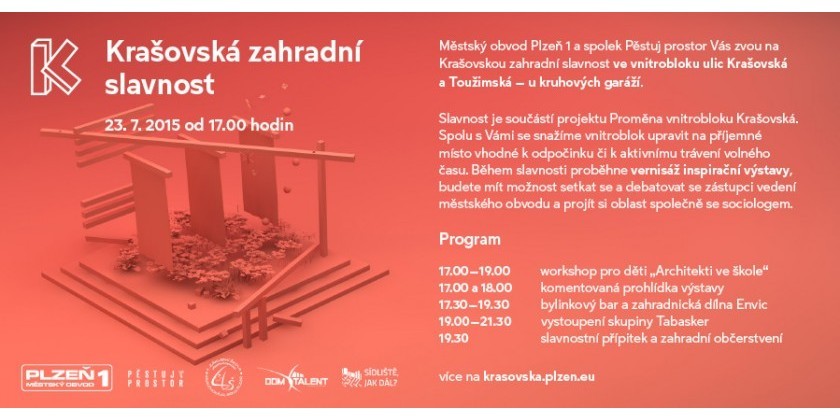 Krašovská zahradní
slavnost
23. 7. 2015 od 17.00 hodin
Městský obvod Plzeň 1 a spolek Pěstuj prostor Vás zvou na
Krašovskou zahradní slavnost ve vnitrobloku ulic Krašovská
a Toužimská – u kruhových garáží.
Slavnost je součástí projektu Proměna vnitrobloku Krašovská.
Spolu s Vámi se snažíme vnitroblok upravit na příjemné
místo vhodné k odpočinku či k aktivnímu trávení volného
času. Během slavnosti proběhne vernisáž inspirační výstavy,
budete mít možnost setkat se a debatovat se zástupci vedení
městského obvodu a projít si oblast společně se sociologem.
Program
17.00–19.00 workshop pro děti „Architekti ve škole“
17.00 a 18.00 komentovaná prohlídka výstavy
17.30–19.30 bylinkový bar a zahradnická dílna Envic
19.00–21.30 vystoupení skupiny Tabasker
19.30 slavnostní přípitek a zahradní občerstvení
více na krasovska.plzen.eu
PLZEŇ 1
MĚSTSKÝ OBVOD
PĚSTUJ
PROSTOR
DDM TALENT
SÍDLIŠTĚ,
JAK DÁL?